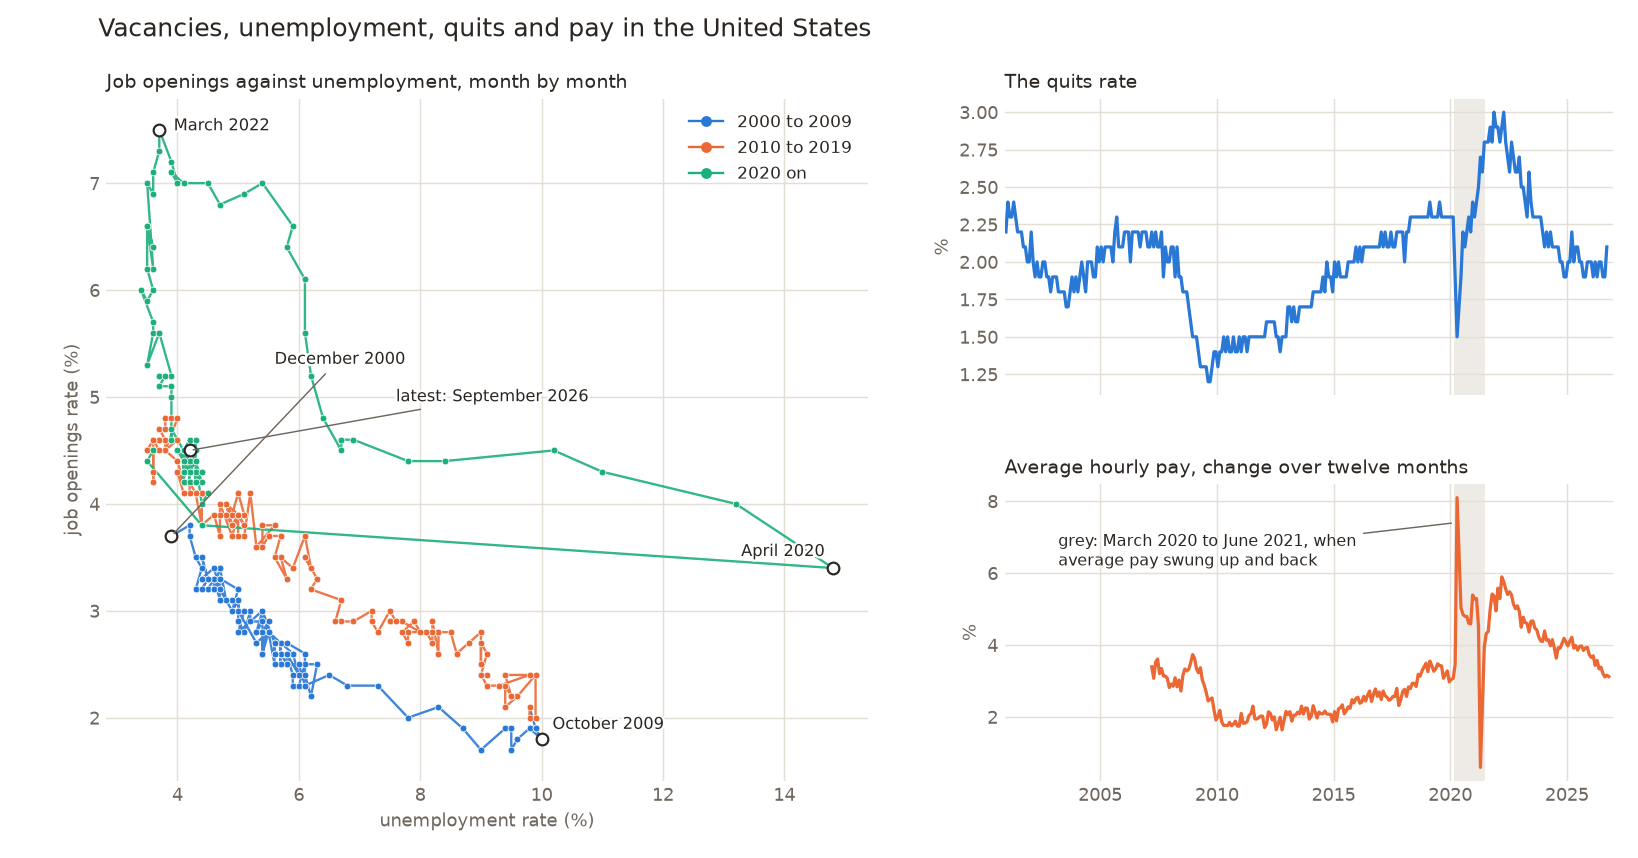 Vacancies, unemployment, quits and pay in the United States
Job openings against unemployment, month by month
March 2022
2000 to 2009
2010 to 2019
2020 on
7
6
5
4
3
2
job openings rate (%)
December 2000
latest: September 2026
April 2020
October 2009
4
6
8
10
12
14
unemployment rate (%)
The quits rate
3.00
2.75
2.50
2.25
2.00
1.75
1.50
1.25
%
Average hourly pay, change over twelve months
8
6
4
2
%
grey: March 2020 to June 2021, when
average pay swung up and back
2005
2010
2015
2020
2025